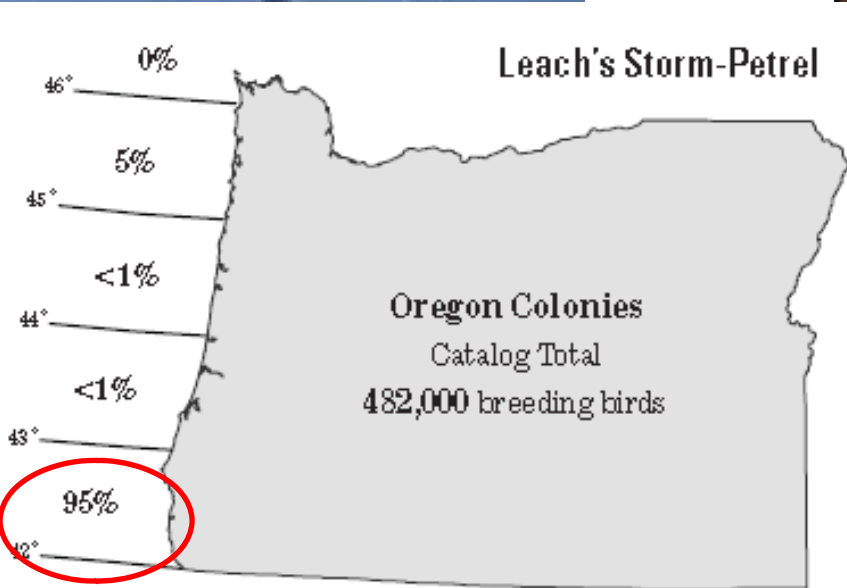 Leach's Storm-Petrel
0%
46°
5%
45°
<1%
44°
<1%
43°
95%
42°
Oregon Colonies
Catalog Total
482,000 breeding birds